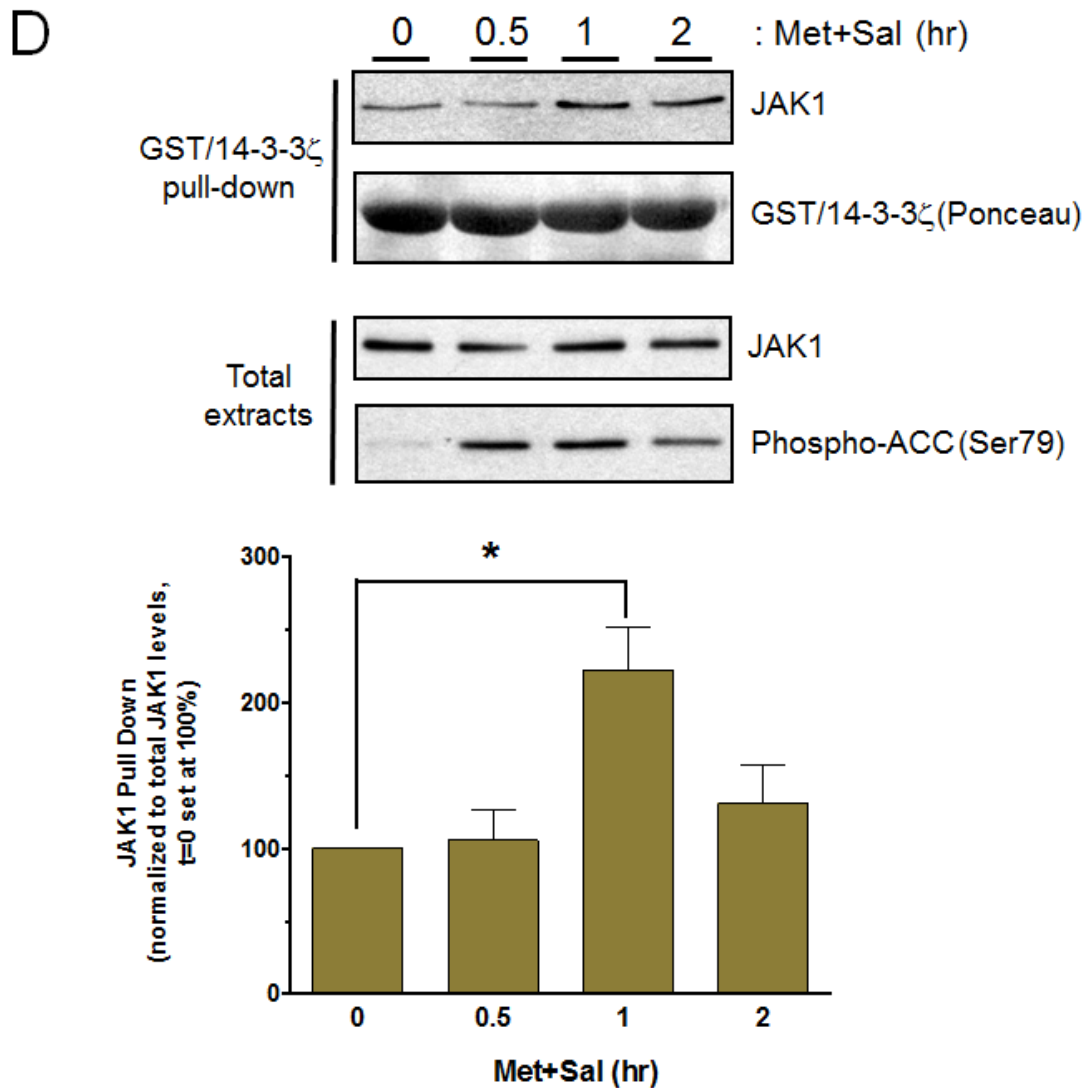 D
0 0.5 1 2 : Met+Sal (hr)
GST/14-3-3ζ
pull-down
JAK1
GST/14-3-3ζ(Ponceau)
Total
extracts
JAK1
Phospho-ACC(Ser79)
JAK1 Pull Down
(normalized to total JAK1 levels,
t=0 set at 100%)
300
200
100
0
*
0 0.5 1 2
Met+Sal (hr)